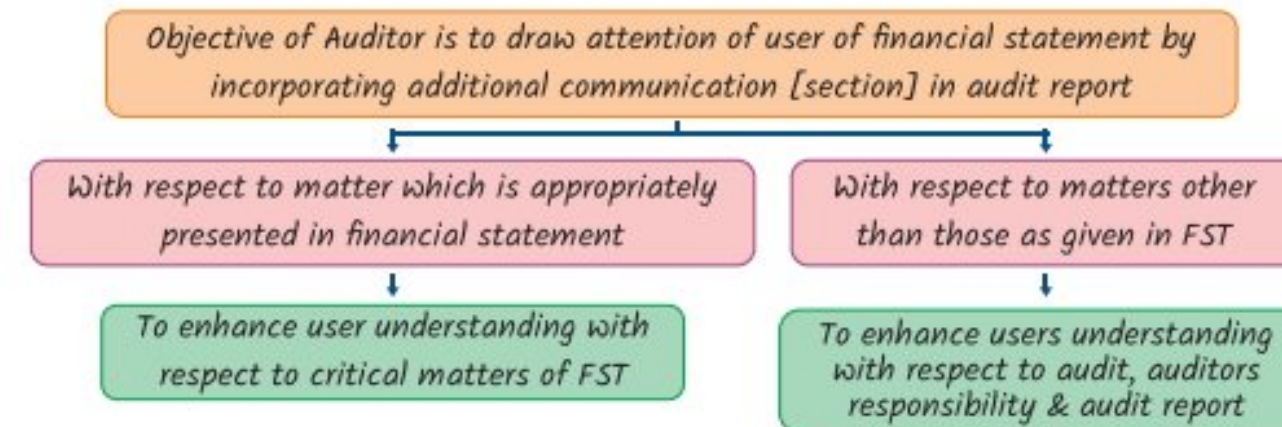 Objective of Auditor is to draw attention of user of financial statement by
incorporating additional communication [section] in audit report
With respect to matter which is appropriately
presented in financial statement
With respect to matters other
than those as given in FST
To enhance user understanding with
respect to critical matters of FST
To enhance users understanding
with respect to audit, auditors
responsibility & audit report